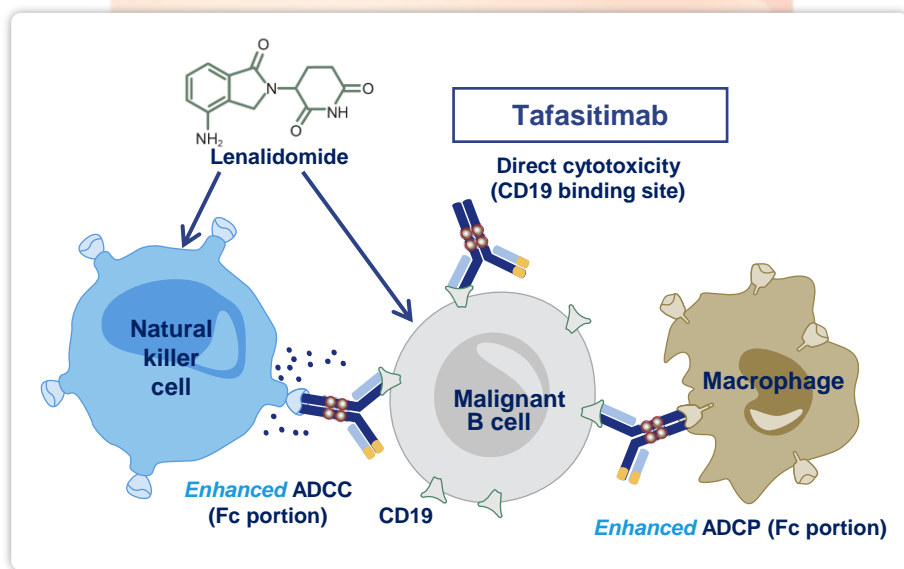 O
N
O
O
NH
NH₂
Lenalidomide
Tafasitimab
Direct cytotoxicity
(CD19 binding site)
Natural
killer
cell
Malignant
B cell
Macrophage
Enhanced ADCC
(Fc portion)
CD19
Enhanced ADCP (Fc portion)